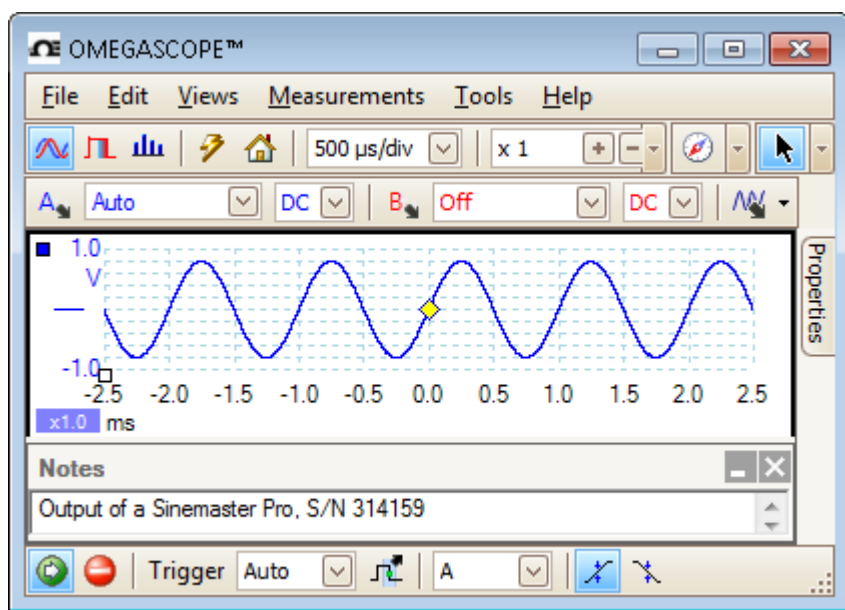 OMEGASCOPE™
File Edit Views Measurements Tools Help
500 µs/div x 1
A Auto DC B Off DC
1.0
V
-1.0
-2.5 -2.0 -1.5 -1.0 -0.5 0.0 0.5 1.0 1.5 2.0 2.5
x1.0 ms
Properties
Notes
Output of a Sinemaster Pro, S/N 314159
Trigger Auto A